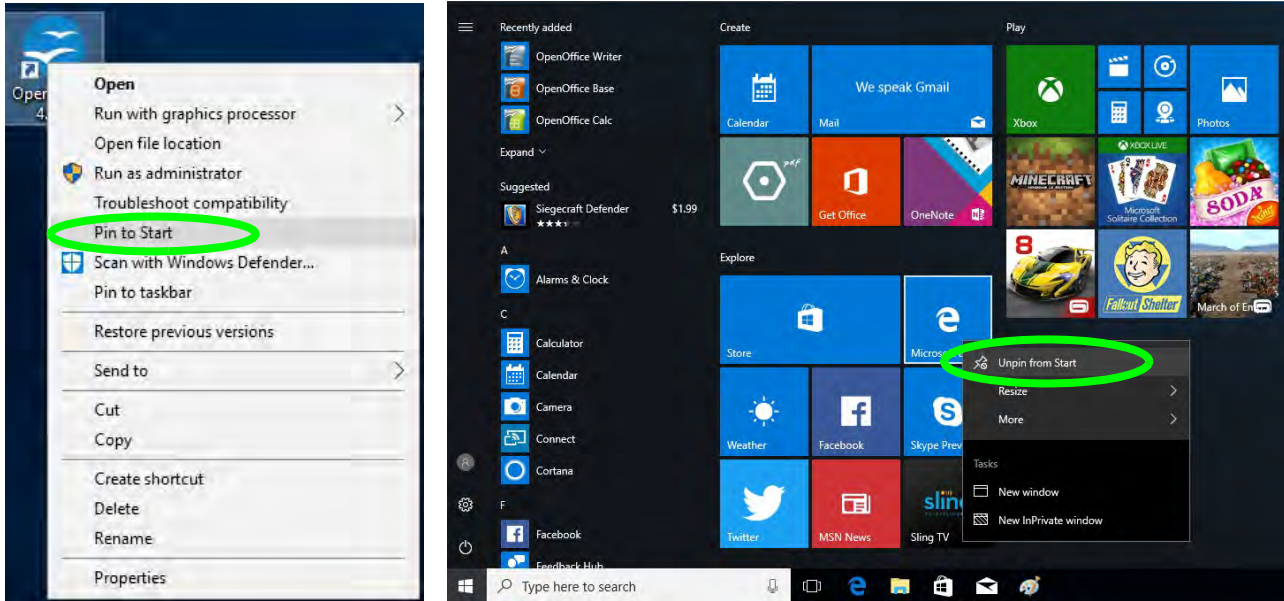 Open
Run with graphics processor
Open file location
Run as administrator
Troubleshoot compatibility
Pin to Start
Scan with Windows Defender...
Pin to taskbar
Restore previous versions
Send to
Cut
Copy
Create shortcut
Delete
Rename
Properties
Recently added
OpenOffice Writer
OpenOffice Base
OpenOffice Calc
Expand
Suggested
Siegecraft Defender $1.99
A
Alarms & Clock
C
Calculator
Calendar
Camera
Connect
Cortana
F
Facebook
Feedback Hub
Type here to search
Create
We speak Gmail
Calendar
Mail
pdf
Get Office
OneNote
Explore
Store
Weather
Facebook
Twitter
MSN News
Sling TV
Play
Xbox
Photos
MINECRAFT
XBOX LIVE
Microsoft
Solitaire Collection
SODA
8
Fallout Shelter
March of
Unpin from Start
Resize
More
Tasks
New window
New InPrivate window